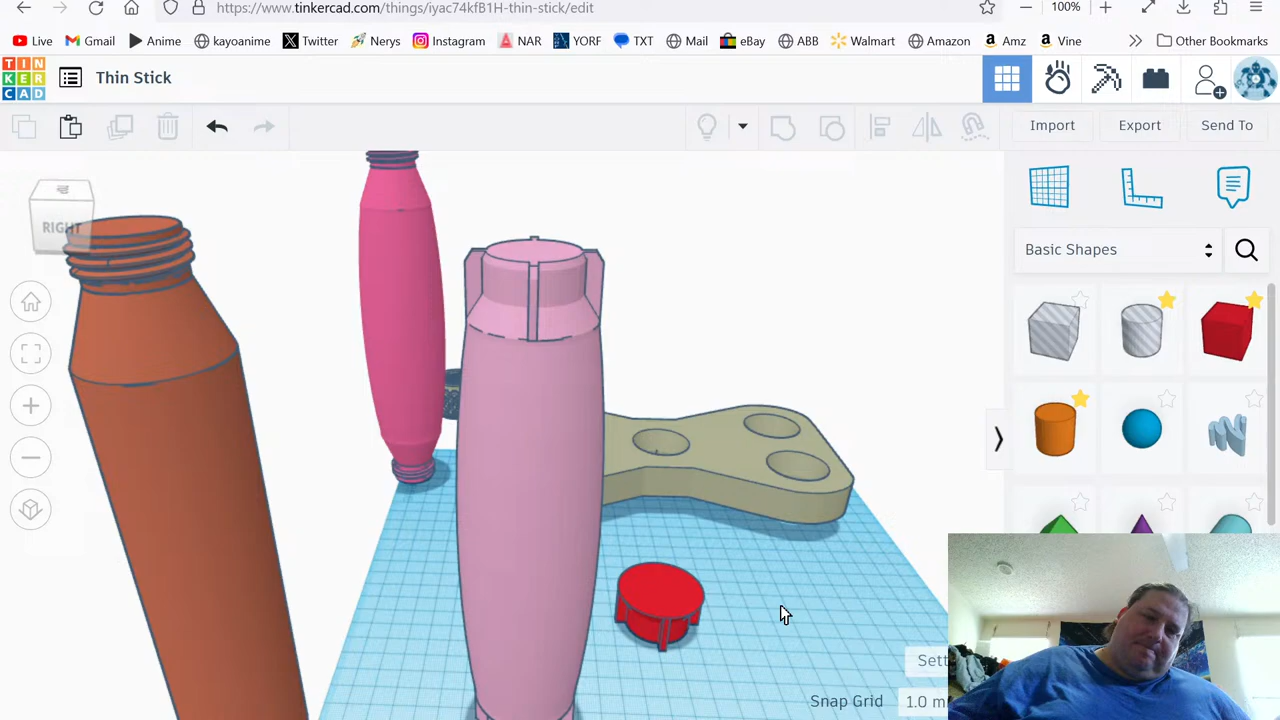 https://www.tinkercad.com/things/iyac74kfB1H-thin-stick/edit
100%
Live
Gmail
Anime
kayoanime
Twitter
Nerys
Instagram
NAR
YORF
TXT
Mail
eBay
ABB
Walmart
Amazon
Amz
Vine
Other Bookmarks
TIN
KER
CAD
Thin Stick
Import
Export
Send To
RIGHT
Basic Shapes
Sett
Snap Grid
1.0 m